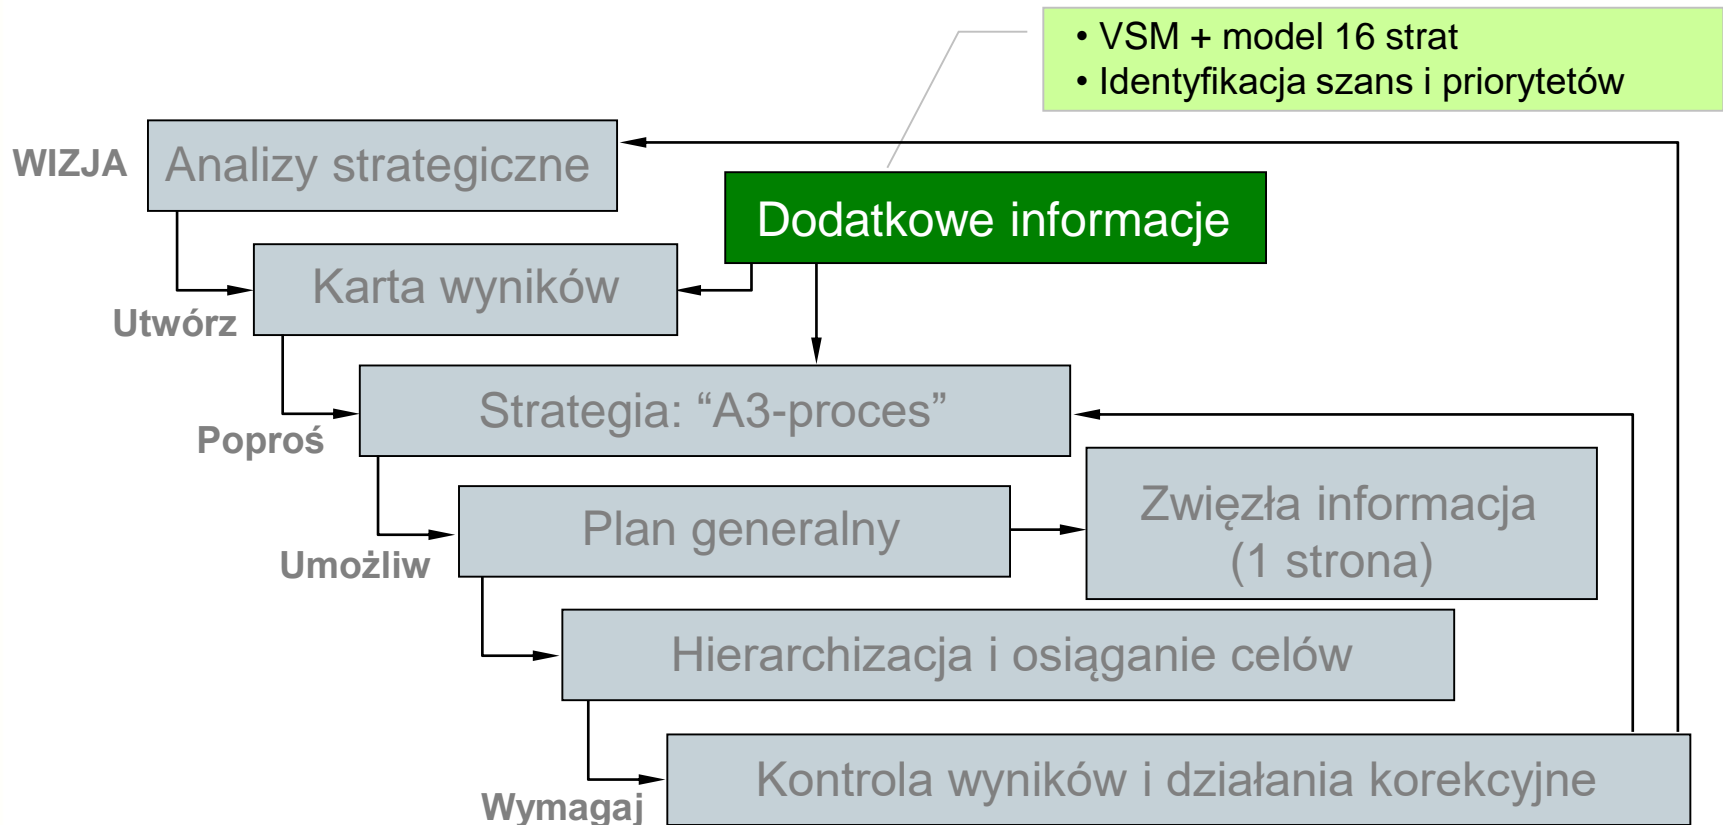 • VSM + model 16 strat
• Identyfikacja szans i priorytetów
WIZJA
Analizy strategiczne
Dodatkowe informacje
Karta wyników
Utwórz
Strategia: “A3-proces”
Poproś
Plan generalny
Zwięzła informacja
(1 strona)
Umożliw
Hierarchizacja i osiąganie celów
Kontrola wyników i działania korekcyjne
Wymagaj